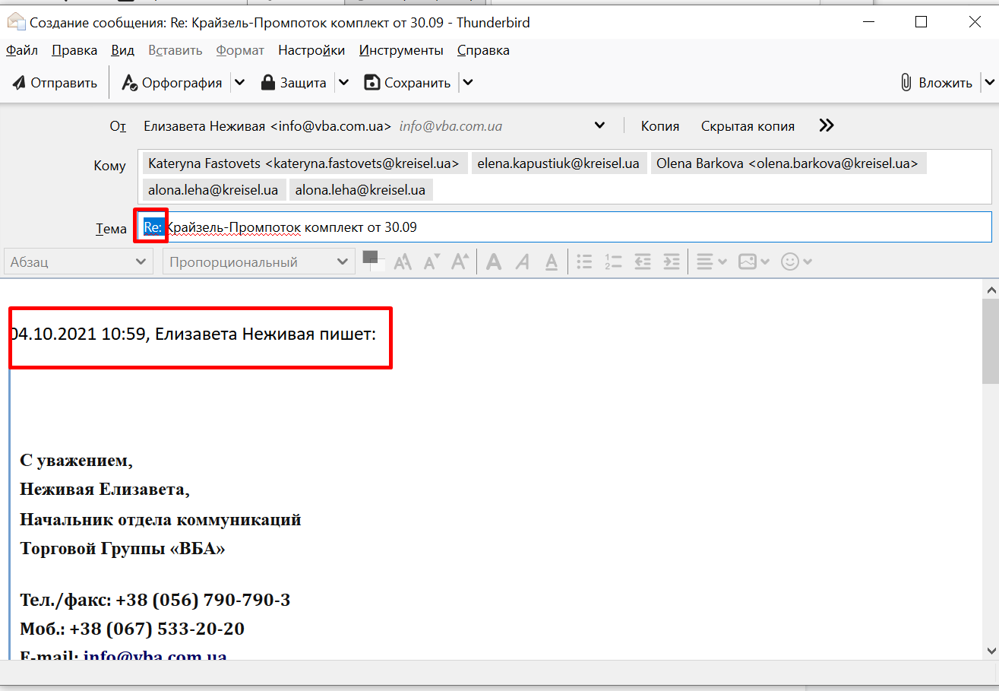 Создание сообщения: Re: Крайзель-Промпоток комплект от 30.09 - Thunderbird
Файл Правка Вид Вставить Формат Настройки Инструменты Справка
Отправить Орфография Защита Сохранить Вложить
От Елизавета Неживая <info@vba.com.ua> info@vba.com.ua Копия Скрытая копия
Кому Kateryna Fastovets <kateryna.fastovets@kreisel.ua> elena.kapustiuk@kreisel.ua Olena Barkova <olena.barkova@kreisel.ua>
alona.leha@kreisel.ua alona.leha@kreisel.ua
Тема Re: Крайзель-Промпоток комплект от 30.09
Абзац Пропорциональный
04.10.2021 10:59, Елизавета Неживая пишет:
С уважением,
Неживая Елизавета,
Начальник отдела коммуникаций
Торговой Группы «ВБА»
Тел./факс: +38 (056) 790-790-3
Моб.: +38 (067) 533-20-20
E-mail: info@vba.com.ua